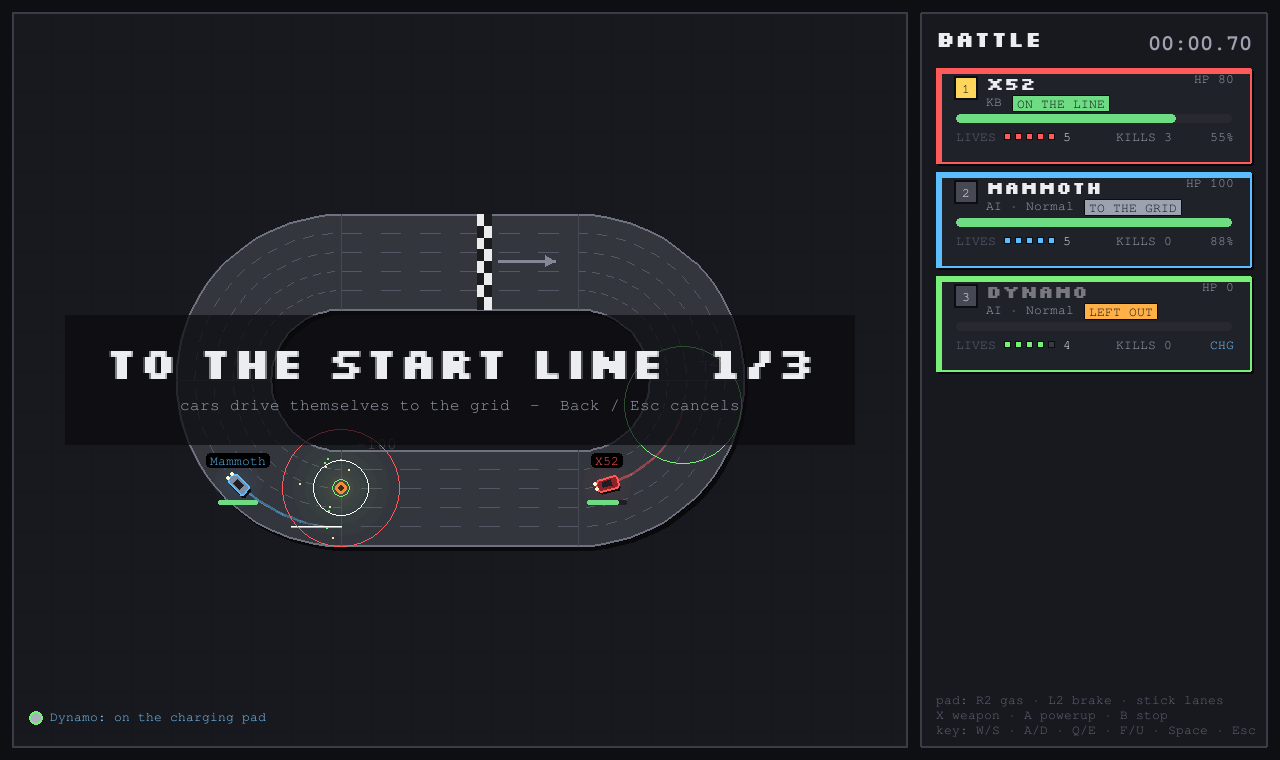 BATTLE 00:00.70
1 X52 HP 80
KB ON THE LINE
LIVES 5 KILLS 3 55%
2 MAMMOTH HP 100
AI · Normal TO THE GRID
LIVES 5 KILLS 0 88%
3 DYNAMO HP 0
AI · Normal LEFT OUT
LIVES 4 KILLS 0 CHG
TO THE START LINE 1/3
cars drive themselves to the grid – Back / Esc cancels
Mammoth
X52
Dynamo: on the charging pad
pad: R2 gas · L2 brake · stick lanes
X weapon · A powerup · B stop
key: W/S · A/D · Q/E · F/U · Space · Esc